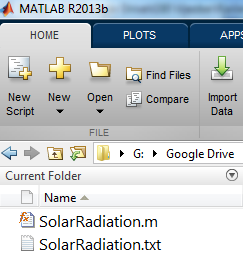 MATLAB R2013b
HOME PLOTS
New Script
New
Open
Find Files
Compare
Import Data
FILE
G: Google Drive
Current Folder
Name
SolarRadiation.m
SolarRadiation.txt